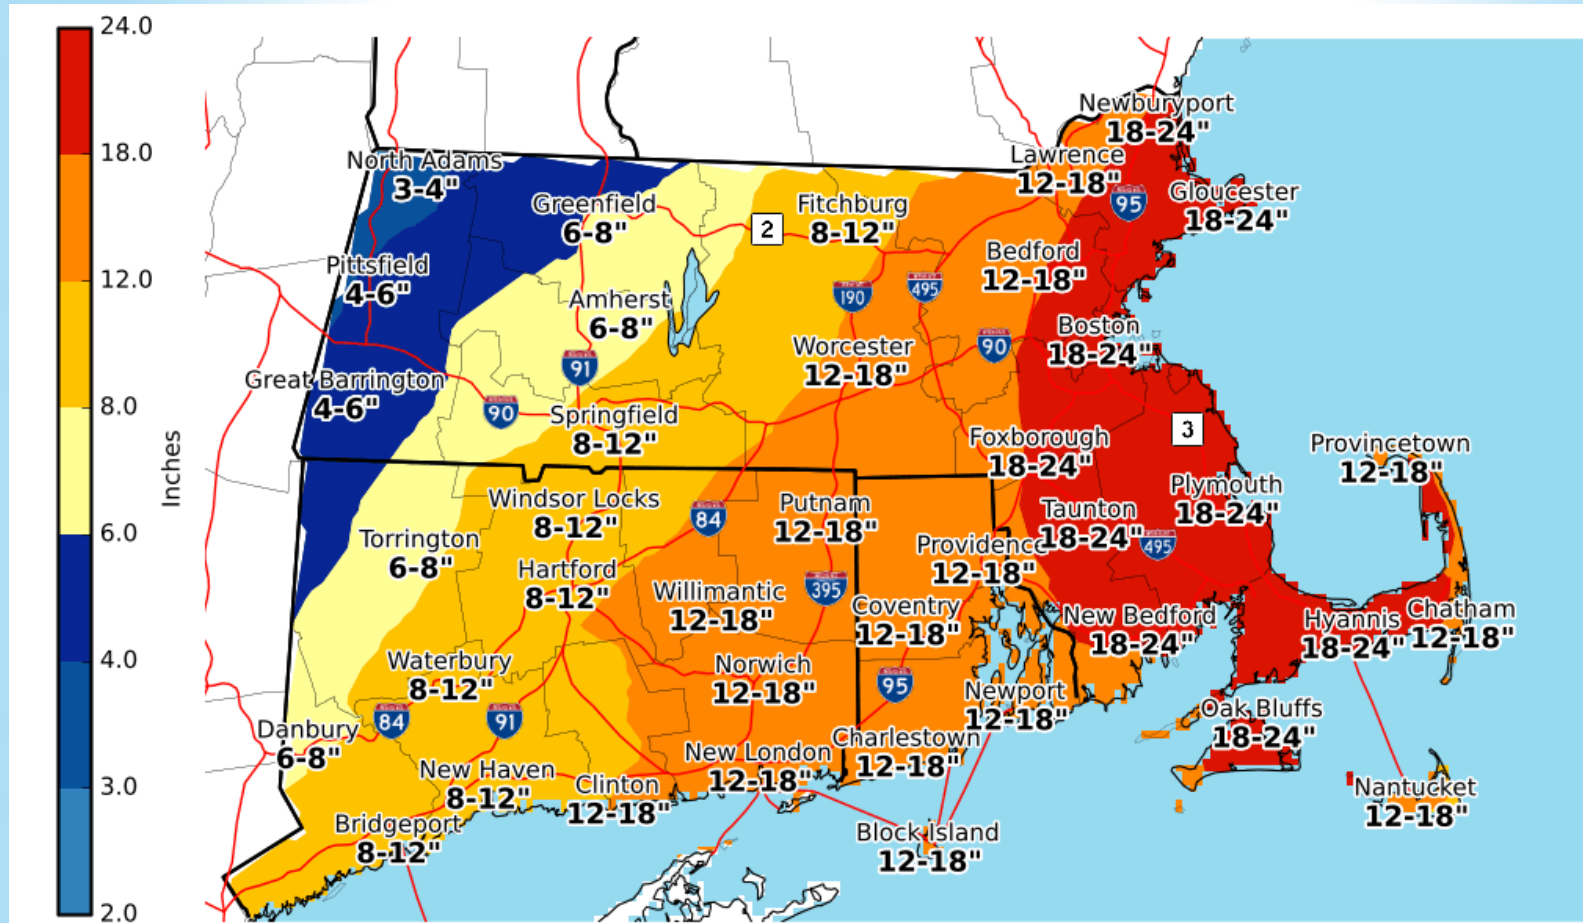 24.0
18.0
12.0
8.0
6.0
4.0
3.0
2.0
Inches
Newburyport
18-24"
Lawrence
12-18"
North Adams
3-4"
95
Gloucester
18-24"
Greenfield
6-8"
2
Fitchburg
8-12"
Bedford
12-18"
Pittsfield
4-6"
190
495
Amherst
6-8"
Boston
18-24"
Worcester
12-18"
90
91
Great Barrington
4-6"
90
Springfield
8-12"
3
Foxborough
18-24"
Provincetown
12-18"
Plymouth
18-24"
Windsor Locks
8-12"
84
Putnam
12-18"
Taunton
18-24"
495
Torrington
6-8"
Providence
12-18"
Hartford
8-12"
Willimantic
12-18"
395
Coventry
12-18"
New Bedford
18-24"
Hyannis
18-24"
Chatham
12-18"
Waterbury
8-12"
Norwich
12-18"
95
Newport
12-18"
Oak Bluffs
18-24"
84
91
Danbury
6-8"
New Haven
8-12"
Clinton
12-18"
New London
12-18"
Charlestown
12-18"
Nantucket
12-18"
Bridgeport
8-12"
Block Island
12-18"